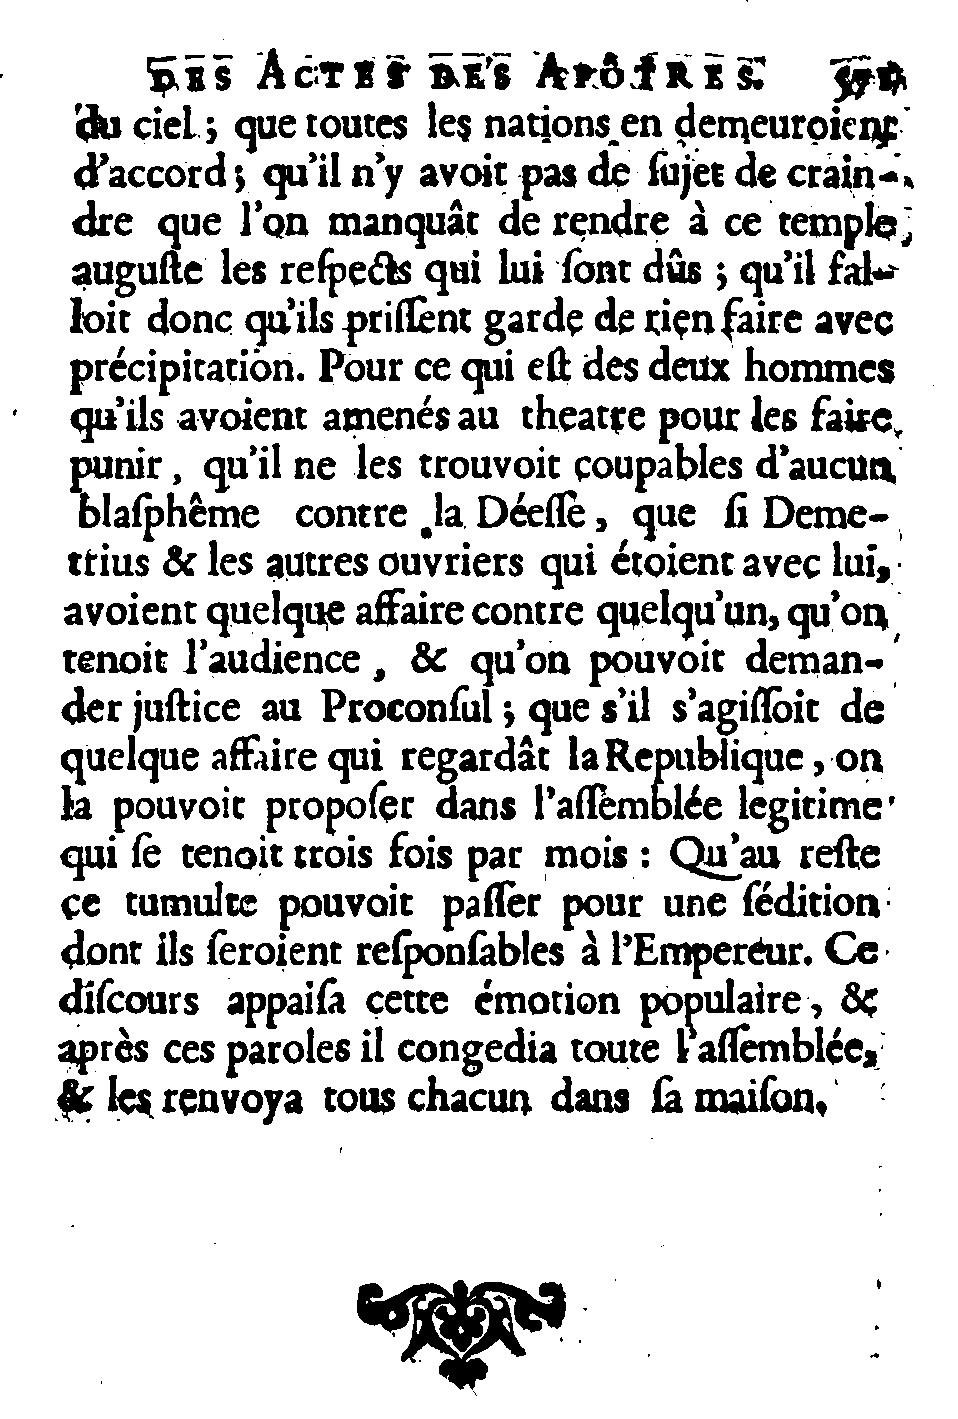 DES ACTES DES APÔTRES.
du ciel ; que toutes les nations en demeuroient
d'accord ; qu'il n'y avoit pas de ſujet de crain-
dre que l'on manquât de rendre à ce temple
auguſte les reſpects qui lui ſont dûs ; qu'il fal-
loit donc qu'ils priſſent garde de rien faire avec
précipitation. Pour ce qui eſt des deux hommes
qu'ils avoient amenés au theatre pour les faire
punir, qu'il ne les trouvoit coupables d'aucun
blaſphême contre la Déeſſe, que ſi Deme-
trius & les autres ouvriers qui étoient avec lui,
avoient quelque affaire contre quelqu'un, qu'on
tenoit l'audience, & qu'on pouvoit deman-
der juſtice au Proconſul ; que s'il s'agiſſoit de
quelque affaire qui regardât la Republique, on
la pouvoit propoſer dans l'aſſemblée legitime
qui ſe tenoit trois fois par mois : Qu'au reſte
ce tumulte pouvoit paſſer pour une ſédition
dont ils ſeroient reſponſables à l'Empereur. Ce
diſcours appaiſa cette émotion populaire, &
après ces paroles il congedia toute l'aſſemblée,
& les renvoya tous chacun dans ſa maiſon.